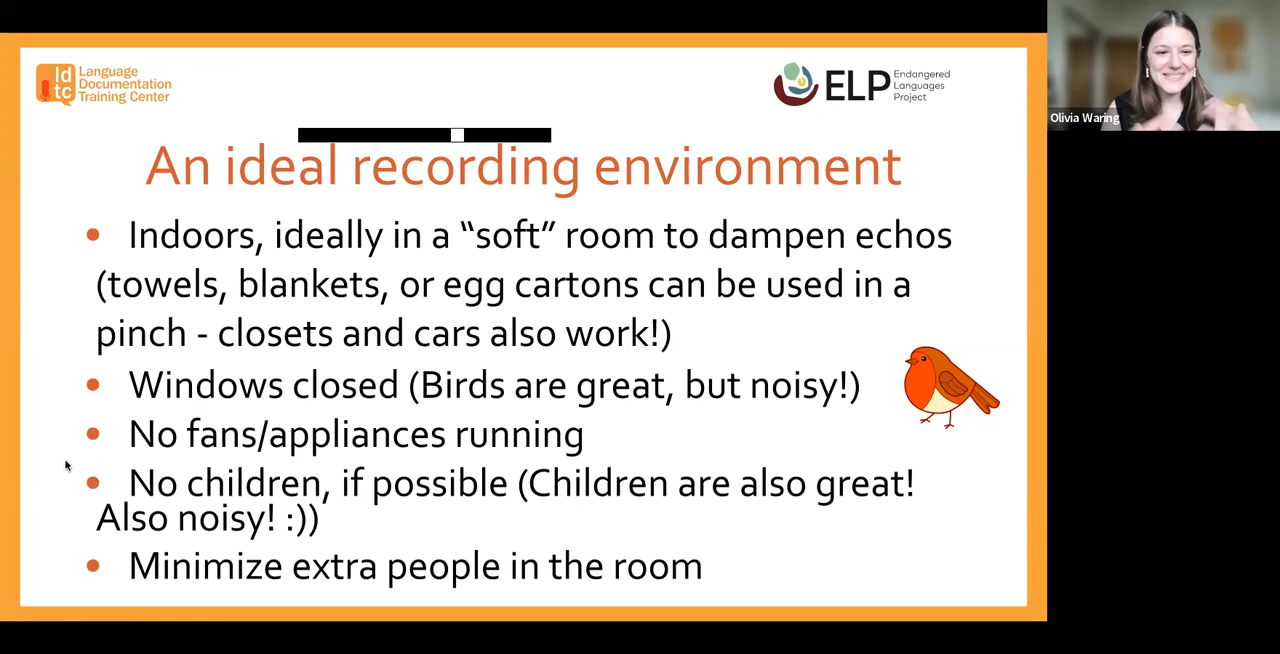 ld
tc
Language
Documentation
Training Center
ELP
Endangered
Languages
Project
Olivia Waring
An ideal recording environment
• Indoors, ideally in a “soft” room to dampen echos
(towels, blankets, or egg cartons can be used in a
pinch - closets and cars also work!)
• Windows closed (Birds are great, but noisy!)
• No fans/appliances running
• No children, if possible (Children are also great!
Also noisy! :))
• Minimize extra people in the room